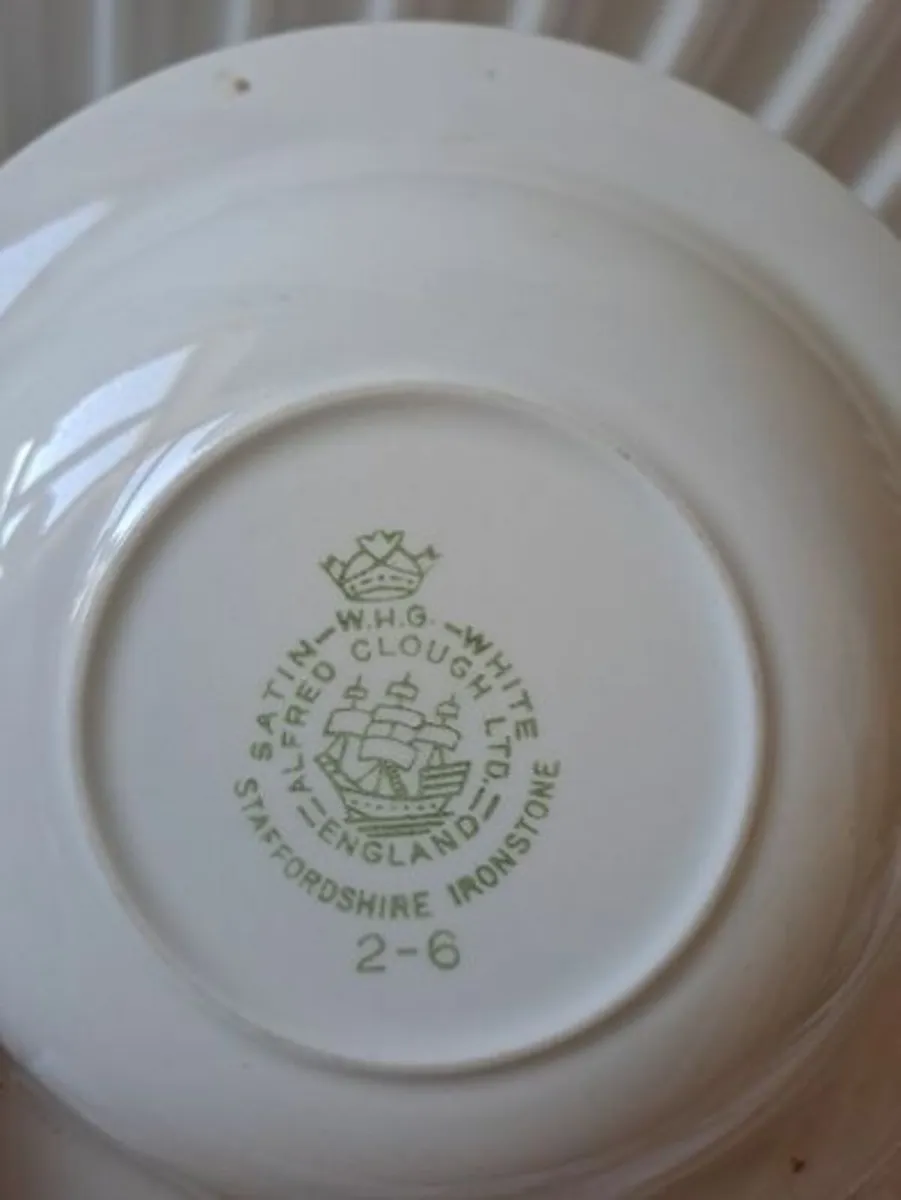 SATIN-W.H.G.-WHITE
ALFRED CLOUGH LTD.
ENGLAND
STAFFORDSHIRE IRONSTONE
2-6